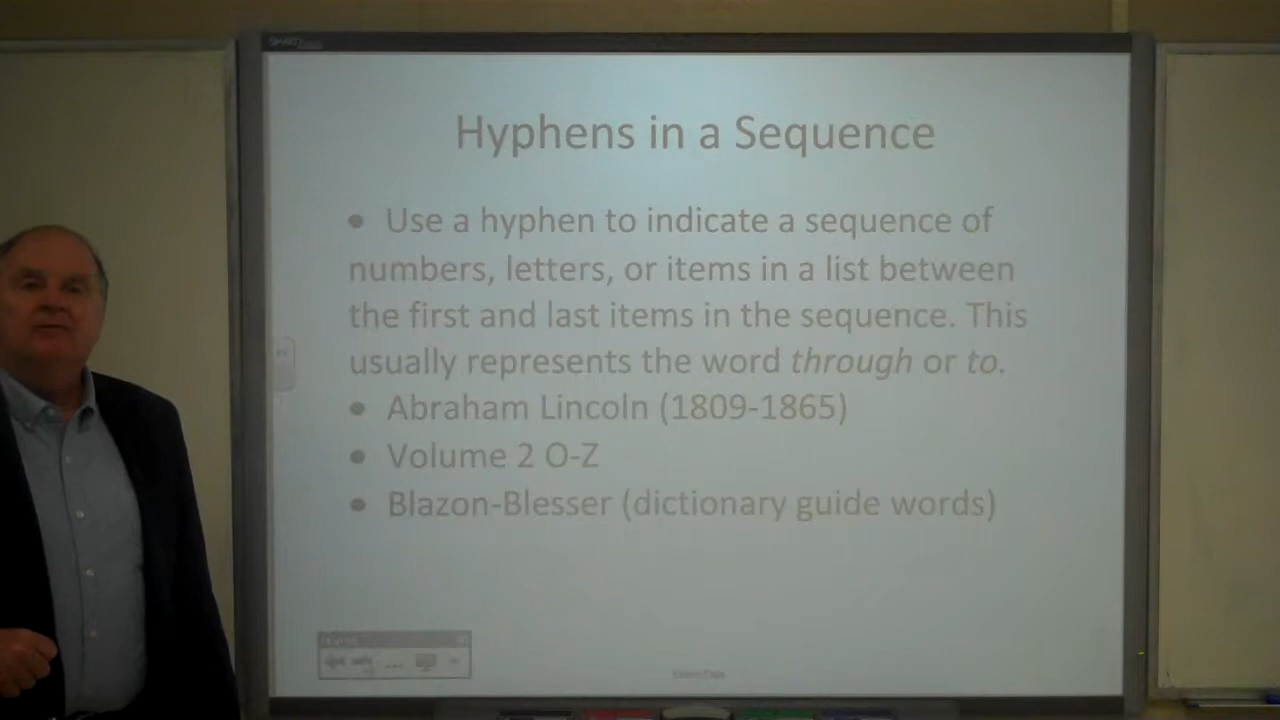 SMART
Hyphens in a Sequence
• Use a hyphen to indicate a sequence of
numbers, letters, or items in a list between
the first and last items in the sequence. This
usually represents the word through or to.
• Abraham Lincoln (1809-1865)
• Volume 2 O-Z
• Blazon-Blesser (dictionary guide words)